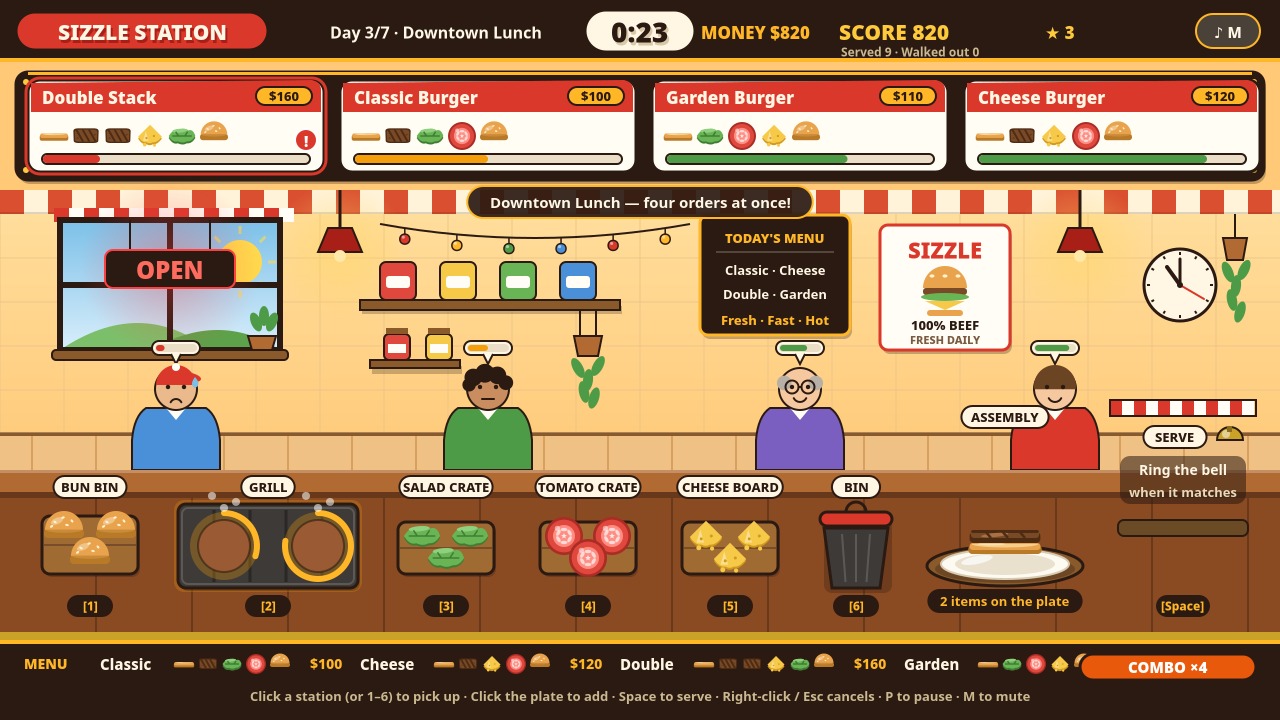 SIZZLE STATION
Day 3/7 · Downtown Lunch
0:23
MONEY $820
SCORE 820
★ 3
♪ M
Served 9 · Walked out 0
Double Stack $160
!
Classic Burger $100
Garden Burger $110
Cheese Burger $120
Downtown Lunch — four orders at once!
OPEN
TODAY'S MENU
Classic · Cheese
Double · Garden
Fresh · Fast · Hot
SIZZLE
100% BEEF
FRESH DAILY
ASSEMBLY
SERVE
Ring the bell
when it matches
BUN BIN
GRILL
SALAD CRATE
TOMATO CRATE
CHEESE BOARD
BIN
2 items on the plate
[1]
[2]
[3]
[4]
[5]
[6]
[Space]
MENU Classic $100 Cheese $120 Double $160 Garden
COMBO ×4
Click a station (or 1–6) to pick up · Click the plate to add · Space to serve · Right-click / Esc cancels · P to pause · M to mute